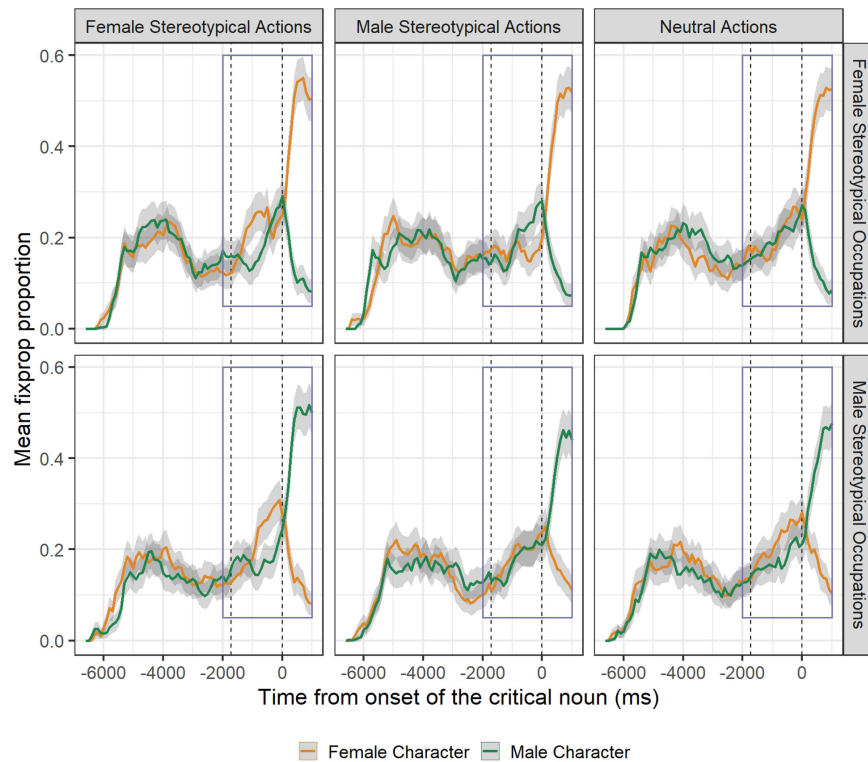 Female Stereotypical Actions
Male Stereotypical Actions
Neutral Actions
0.6
0.4
0.2
0.0
Female Stereotypical Occupations
0.6
0.4
0.2
0.0
Male Stereotypical Occupations
Mean fixprop proportion
-6000 -4000 -2000 0
-6000 -4000 -2000 0
-6000 -4000 -2000 0
Time from onset of the critical noun (ms)
Female Character
Male Character